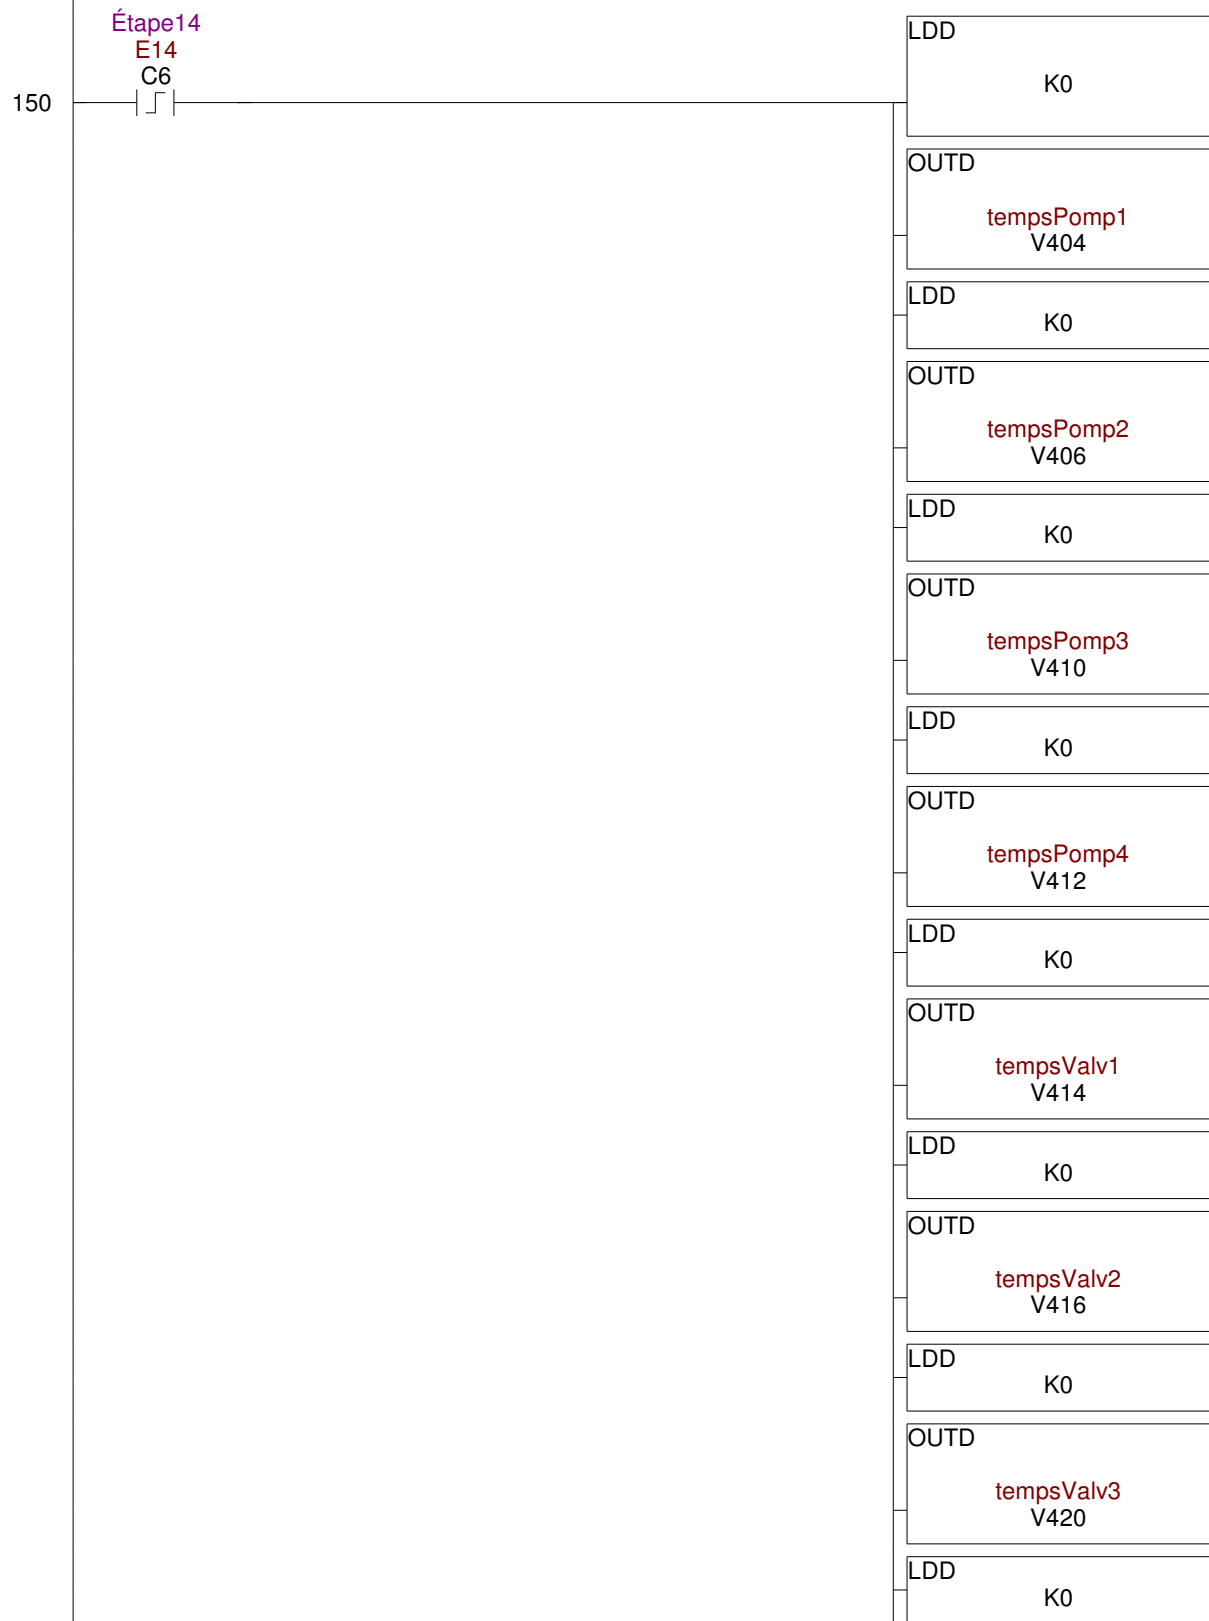 Étape14
E14
C6
150
LDD
K0
OUTD
tempsPomp1
V404
LDD
K0
OUTD
tempsPomp2
V406
LDD
K0
OUTD
tempsPomp3
V410
LDD
K0
OUTD
tempsPomp4
V412
LDD
K0
OUTD
tempsValv1
V414
LDD
K0
OUTD
tempsValv2
V416
LDD
K0
OUTD
tempsValv3
V420
LDD
K0